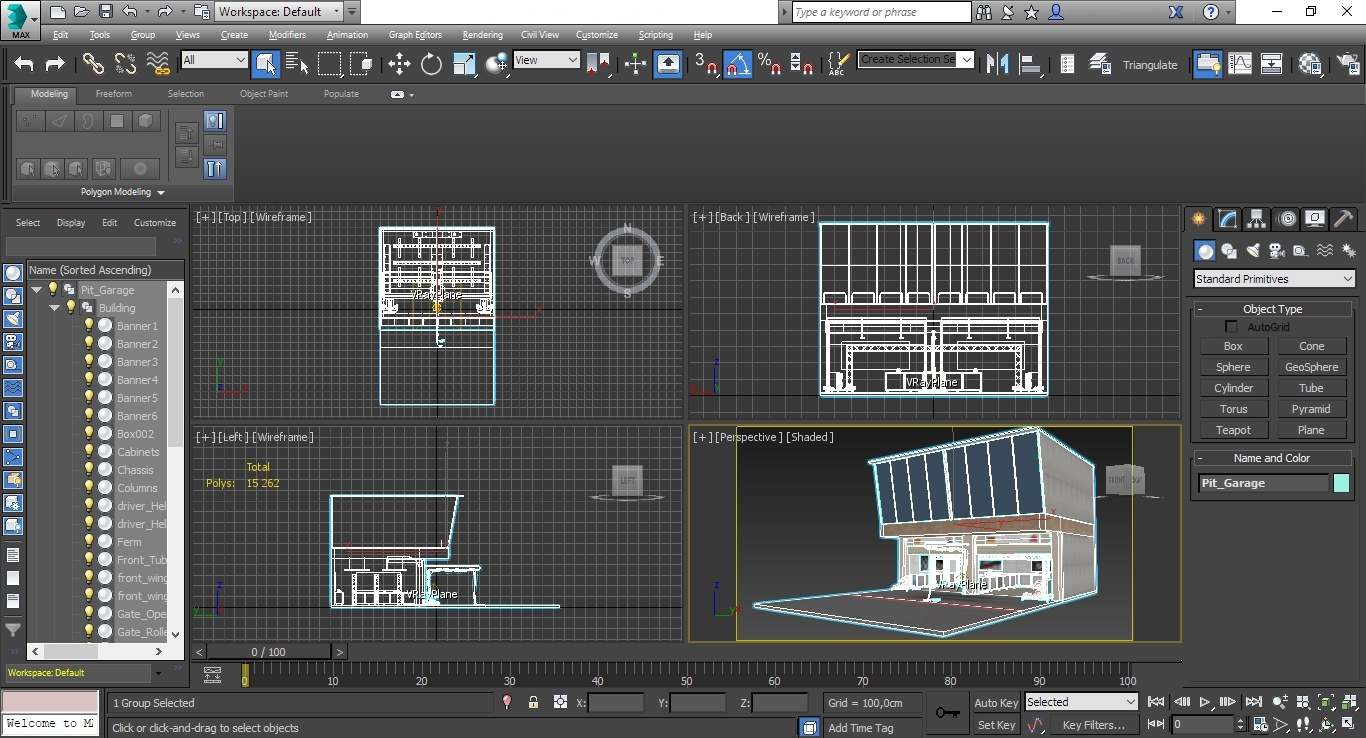 Workspace: Default
Type a keyword or phrase
MAX
Edit Tools Group Views Create Modifiers Animation Graph Editors Rendering Civil View Customize Scripting Help
All
View
3
%
ABC
Create Selection Se
Triangulate
Modeling Freeform Selection Object Paint Populate
Polygon Modeling
Select Display Edit Customize
Name (Sorted Ascending)
Pit_Garage
Building
Banner1
Banner2
Banner3
Banner4
Banner5
Banner6
Box002
Cabinets
Chassis
Columns
driver_Hel
driver_Hel
Ferm
Front_Tub
front_wing
front_wing
Gate_Ope
Gate_Rolle
Workspace: Default
Welcome to M
[+] [Top] [Wireframe]
N
W TOP E
S
VRayPlane
x
y
z
[+] [Back] [Wireframe]
BACK
VRayPlane
z
[+] [Left] [Wireframe]
Total
Polys: 15 262
LEFT
VRayPlane
z
y
[+] [Perspective] [Shaded]
FRONT
VRayPlane
x
y
z
Standard Primitives
- Object Type
AutoGrid
Box Cone
Sphere GeoSphere
Cylinder Tube
Torus Pyramid
Teapot Plane
- Name and Color
Pit_Garage
< 0 / 100 >
0 10 20 30 40 50 60 70 80 90 100
1 Group Selected
X: Y: Z:
Grid = 100,0cm
Auto Key
Selected
Click or click-and-drag to select objects
Add Time Tag
Set Key
Key Filters...
0